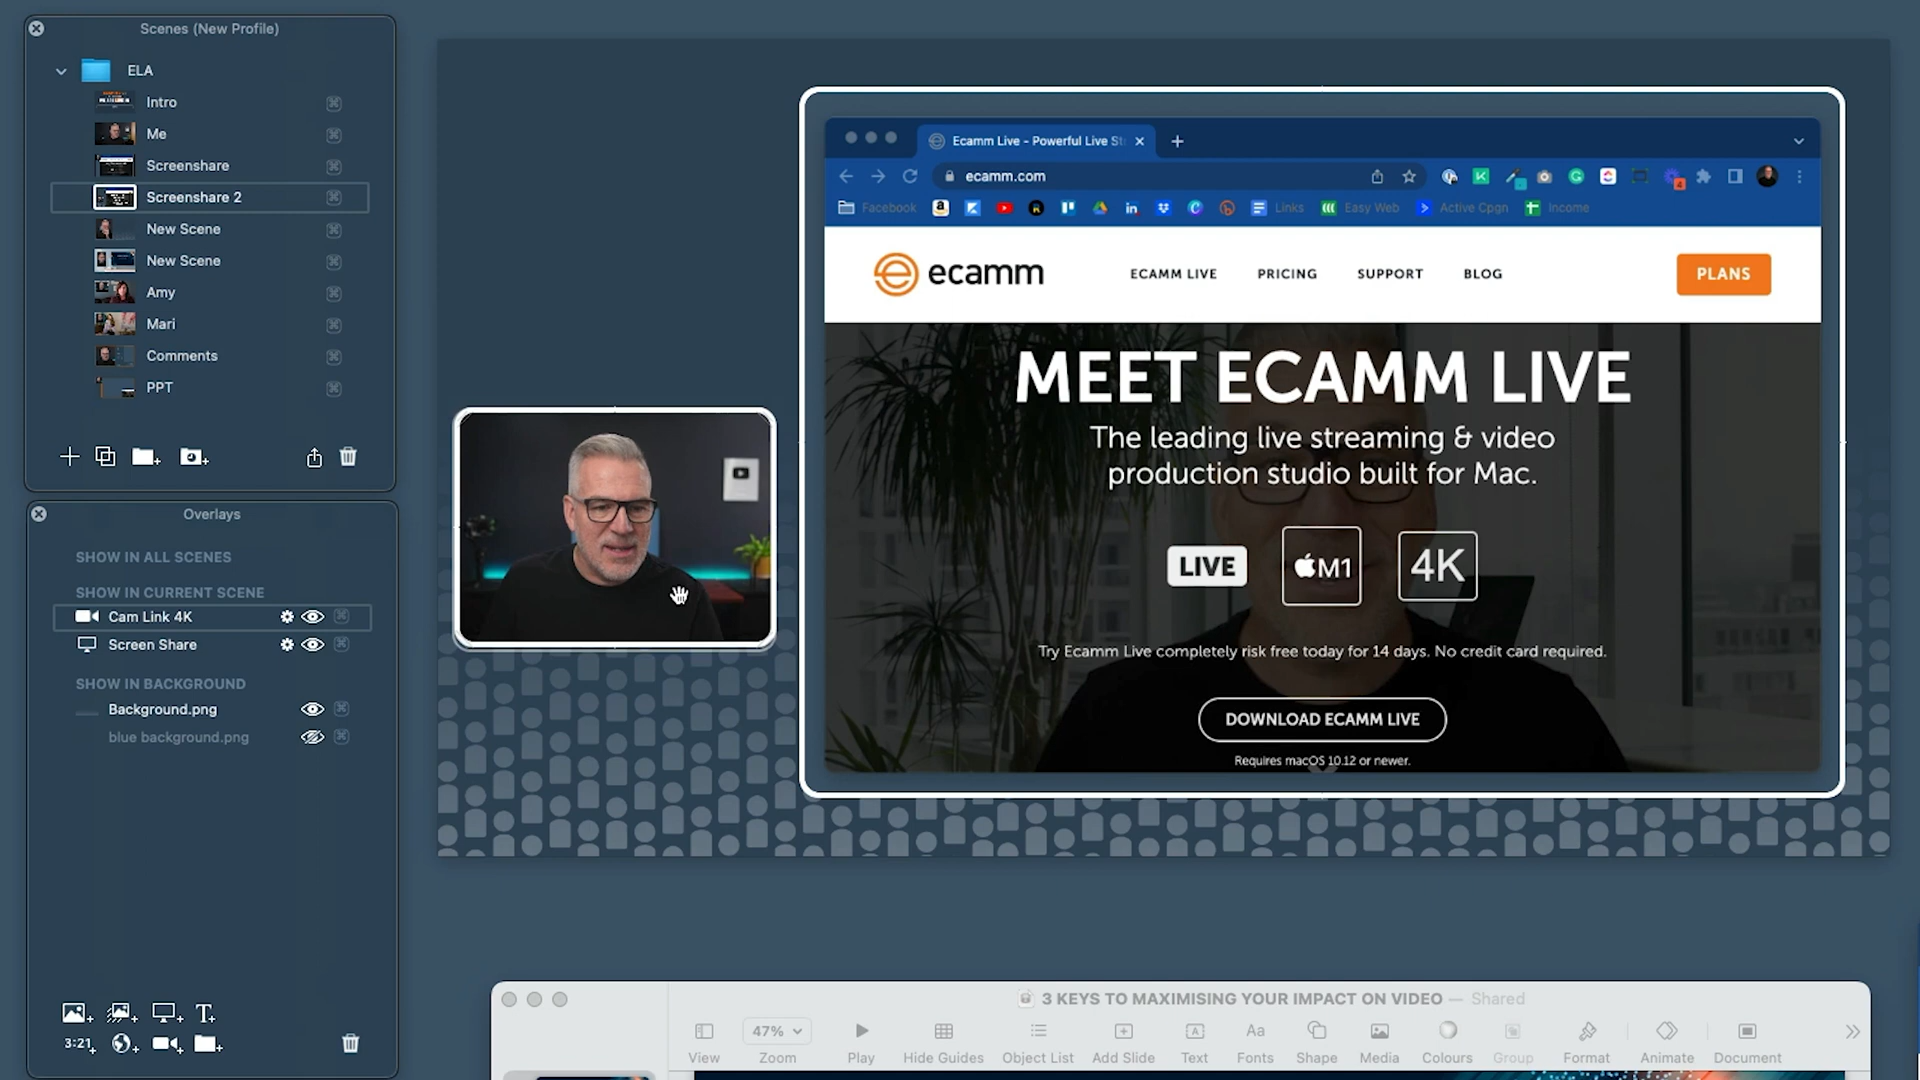 Scenes (New Profile)
ELA
Intro
Me
Screenshare
Screenshare 2
New Scene
New Scene
Amy
Mari
Comments
PPT
Overlays
SHOW IN ALL SCENES
SHOW IN CURRENT SCENE
Cam Link 4K
Screen Share
SHOW IN BACKGROUND
Background.png
blue background.png
3:21
Ecamm Live - Powerful Live St
ecamm.com
Facebook
Links
Easy Web
Active Cpgn
Income
ecamm
ECAMM LIVE
PRICING
SUPPORT
BLOG
PLANS
MEET ECAMM LIVE
The leading live streaming & video
production studio built for Mac.
LIVE
M1
4K
Try Ecamm Live completely risk free today for 14 days. No credit card required.
DOWNLOAD ECAMM LIVE
Requires macOS 10.12 or newer.
3 KEYS TO MAXIMISING YOUR IMPACT ON VIDEO — Shared
47%
View
Zoom
Play
Hide Guides
Object List
Add Slide
Text
Fonts
Shape
Media
Colours
Group
Format
Animate
Document